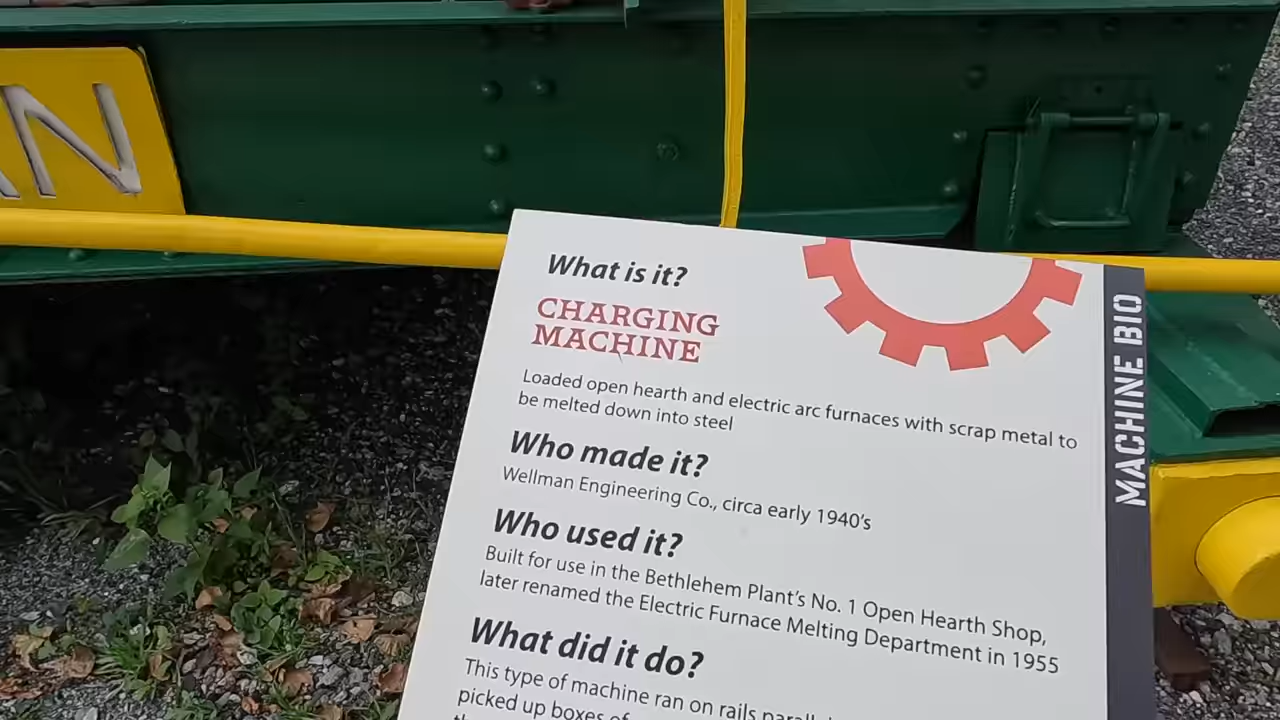 N
What is it?
CHARGING
MACHINE
Loaded open hearth and electric arc furnaces with scrap metal to
be melted down into steel
Who made it?
Wellman Engineering Co., circa early 1940's
Who used it?
Built for use in the Bethlehem Plant's No. 1 Open Hearth Shop,
later renamed the Electric Furnace Melting Department in 1955
What did it do?
This type of machine ran on rails
picked up boxes of
MACHINE BIO